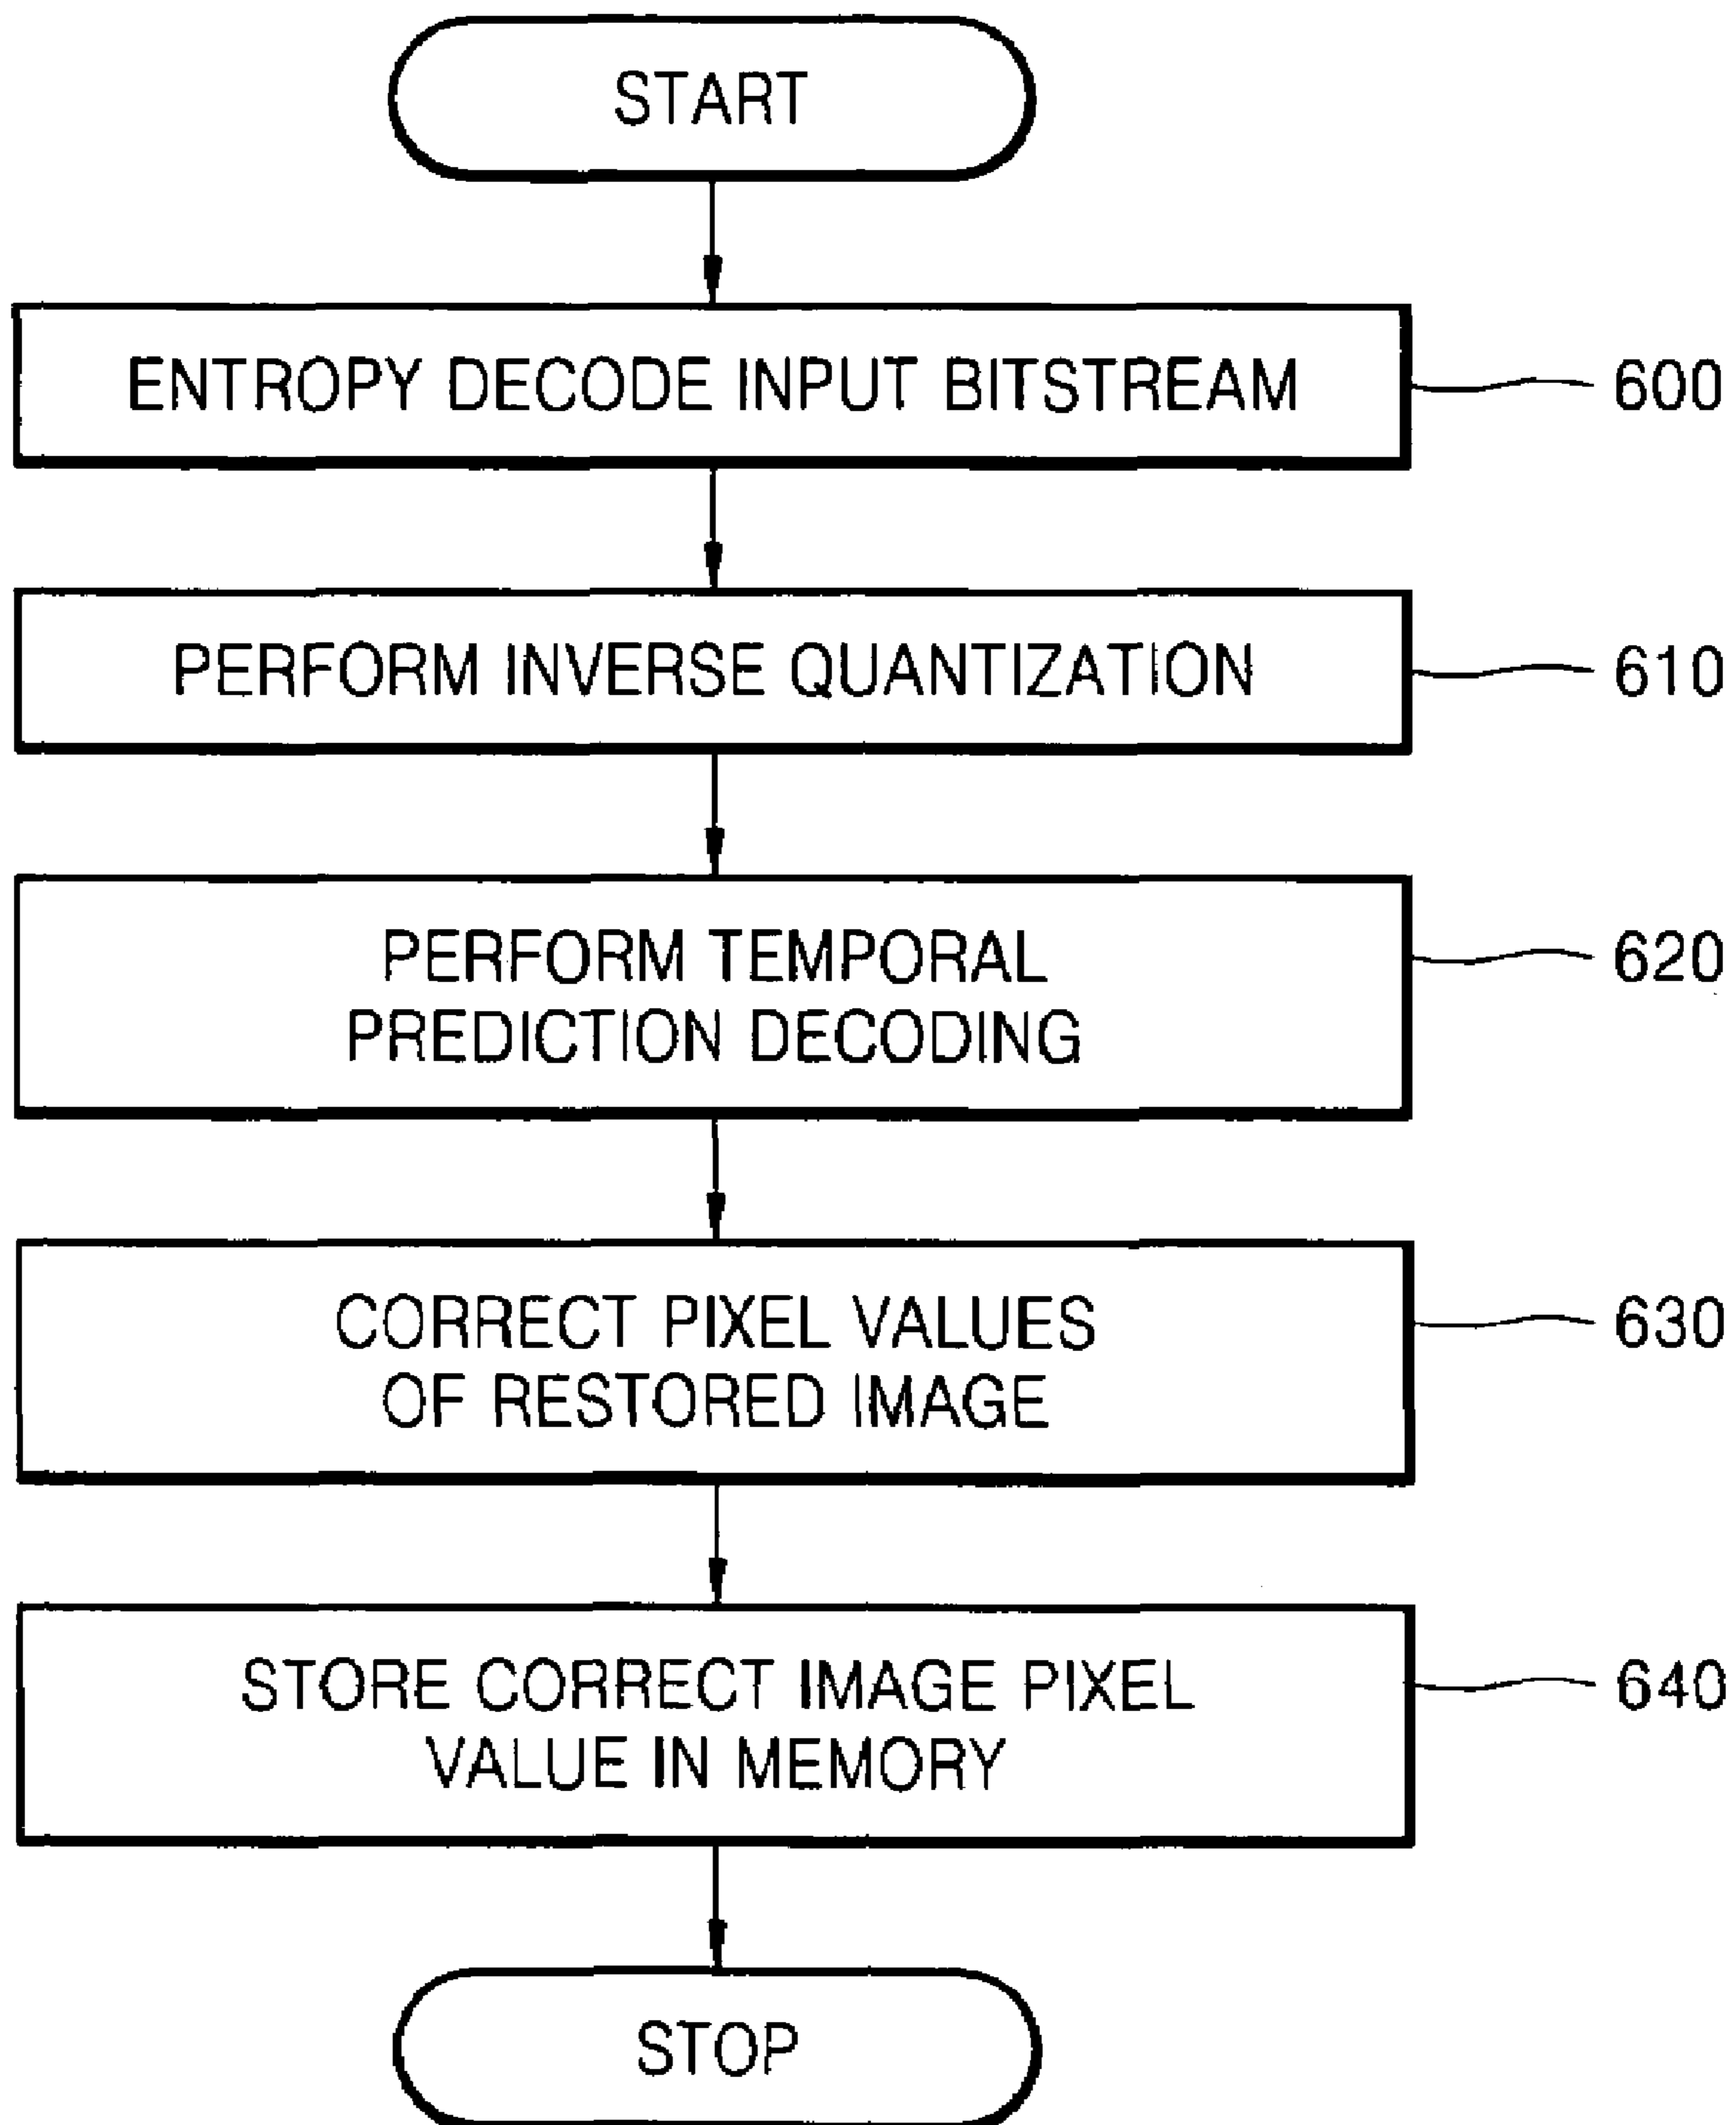 START
ENTROPY DECODE INPUT BITSTREAM
600
PERFORM INVERSE QUANTIZATION
610
PERFORM TEMPORAL
PREDICTION DECODING
620
CORRECT PIXEL VALUES
OF RESTORED IMAGE
630
STORE CORRECT IMAGE PIXEL
VALUE IN MEMORY
640
STOP